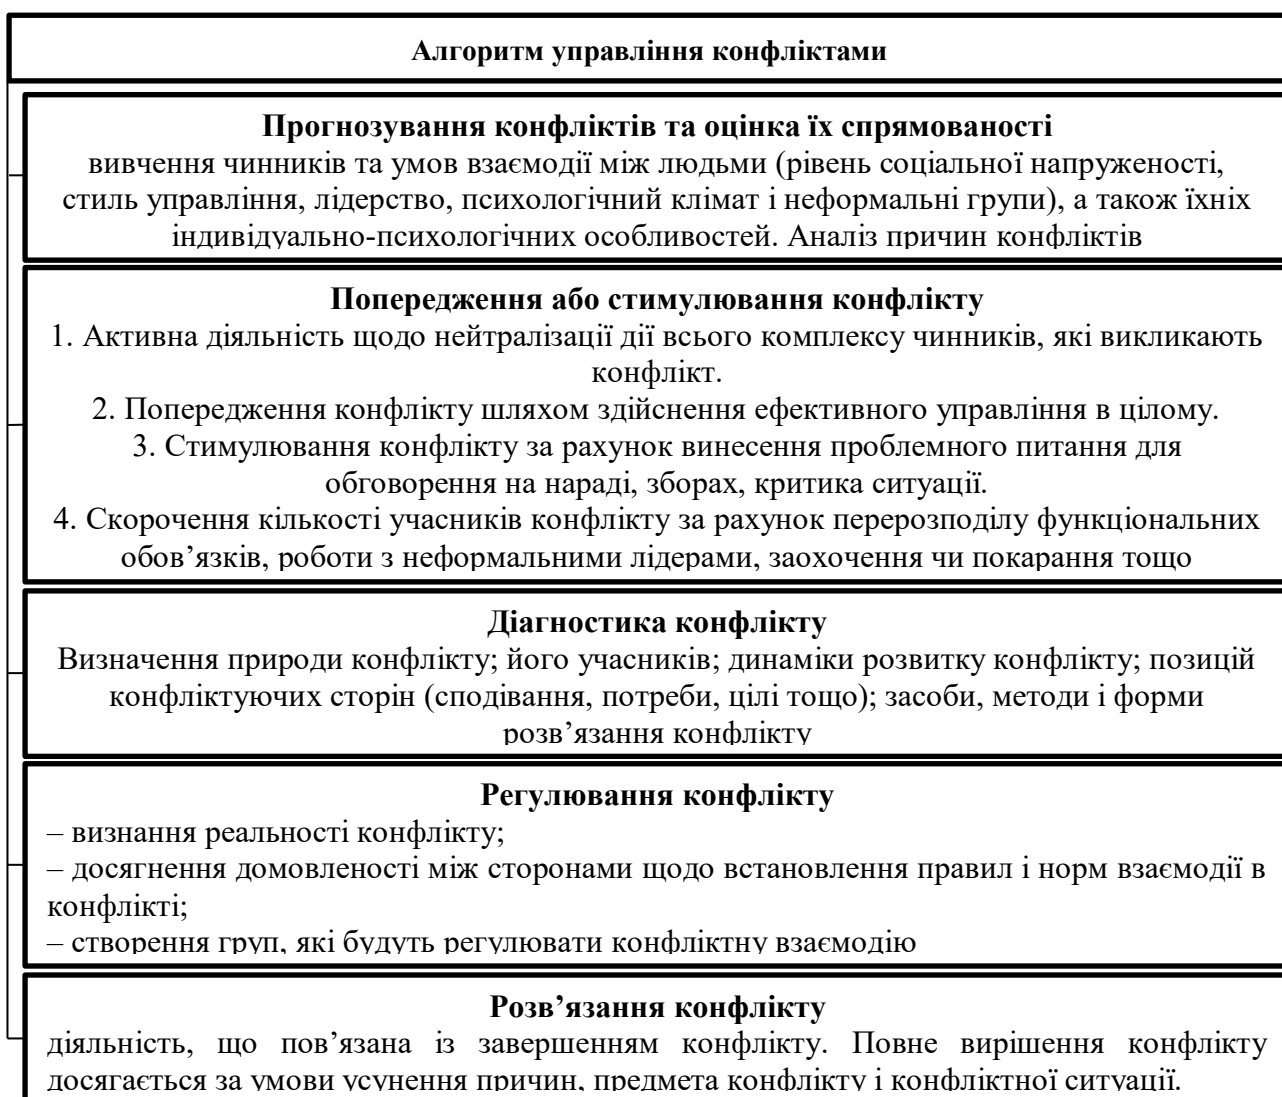 Алгоритм управління конфліктами
Прогнозування конфліктів та оцінка їх спрямованості
вивчення чинників та умов взаємодії між людьми (рівень соціальної напруженості,
стиль управління, лідерство, психологічний клімат і неформальні групи), а також їхніх
індивідуально-психологічних особливостей. Аналіз причин конфліктів
Попередження або стимулювання конфлікту
1. Активна діяльність щодо нейтралізації дії всього комплексу чинників, які викликають
конфлікт.
2. Попередження конфлікту шляхом здійснення ефективного управління в цілому.
3. Стимулювання конфлікту за рахунок винесення проблемного питання для
обговорення на нараді, зборах, критика ситуації.
4. Скорочення кількості учасників конфлікту за рахунок перерозподілу функціональних
обов’язків, роботи з неформальними лідерами, заохочення чи покарання тощо
Діагностика конфлікту
Визначення природи конфлікту; його учасників; динаміки розвитку конфлікту; позицій
конфліктуючих сторін (сподівання, потреби, цілі тощо); засоби, методи і форми
розв’язання конфлікту
Регулювання конфлікту
– визнання реальності конфлікту;
– досягнення домовленості між сторонами щодо встановлення правил і норм взаємодії в
конфлікті;
– створення груп, які будуть регулювати конфліктну взаємодію
Розв’язання конфлікту
діяльність, що пов’язана із завершенням конфлікту. Повне вирішення конфлікту
досягається за умови усунення причин, предмета конфлікту і конфліктної ситуації.